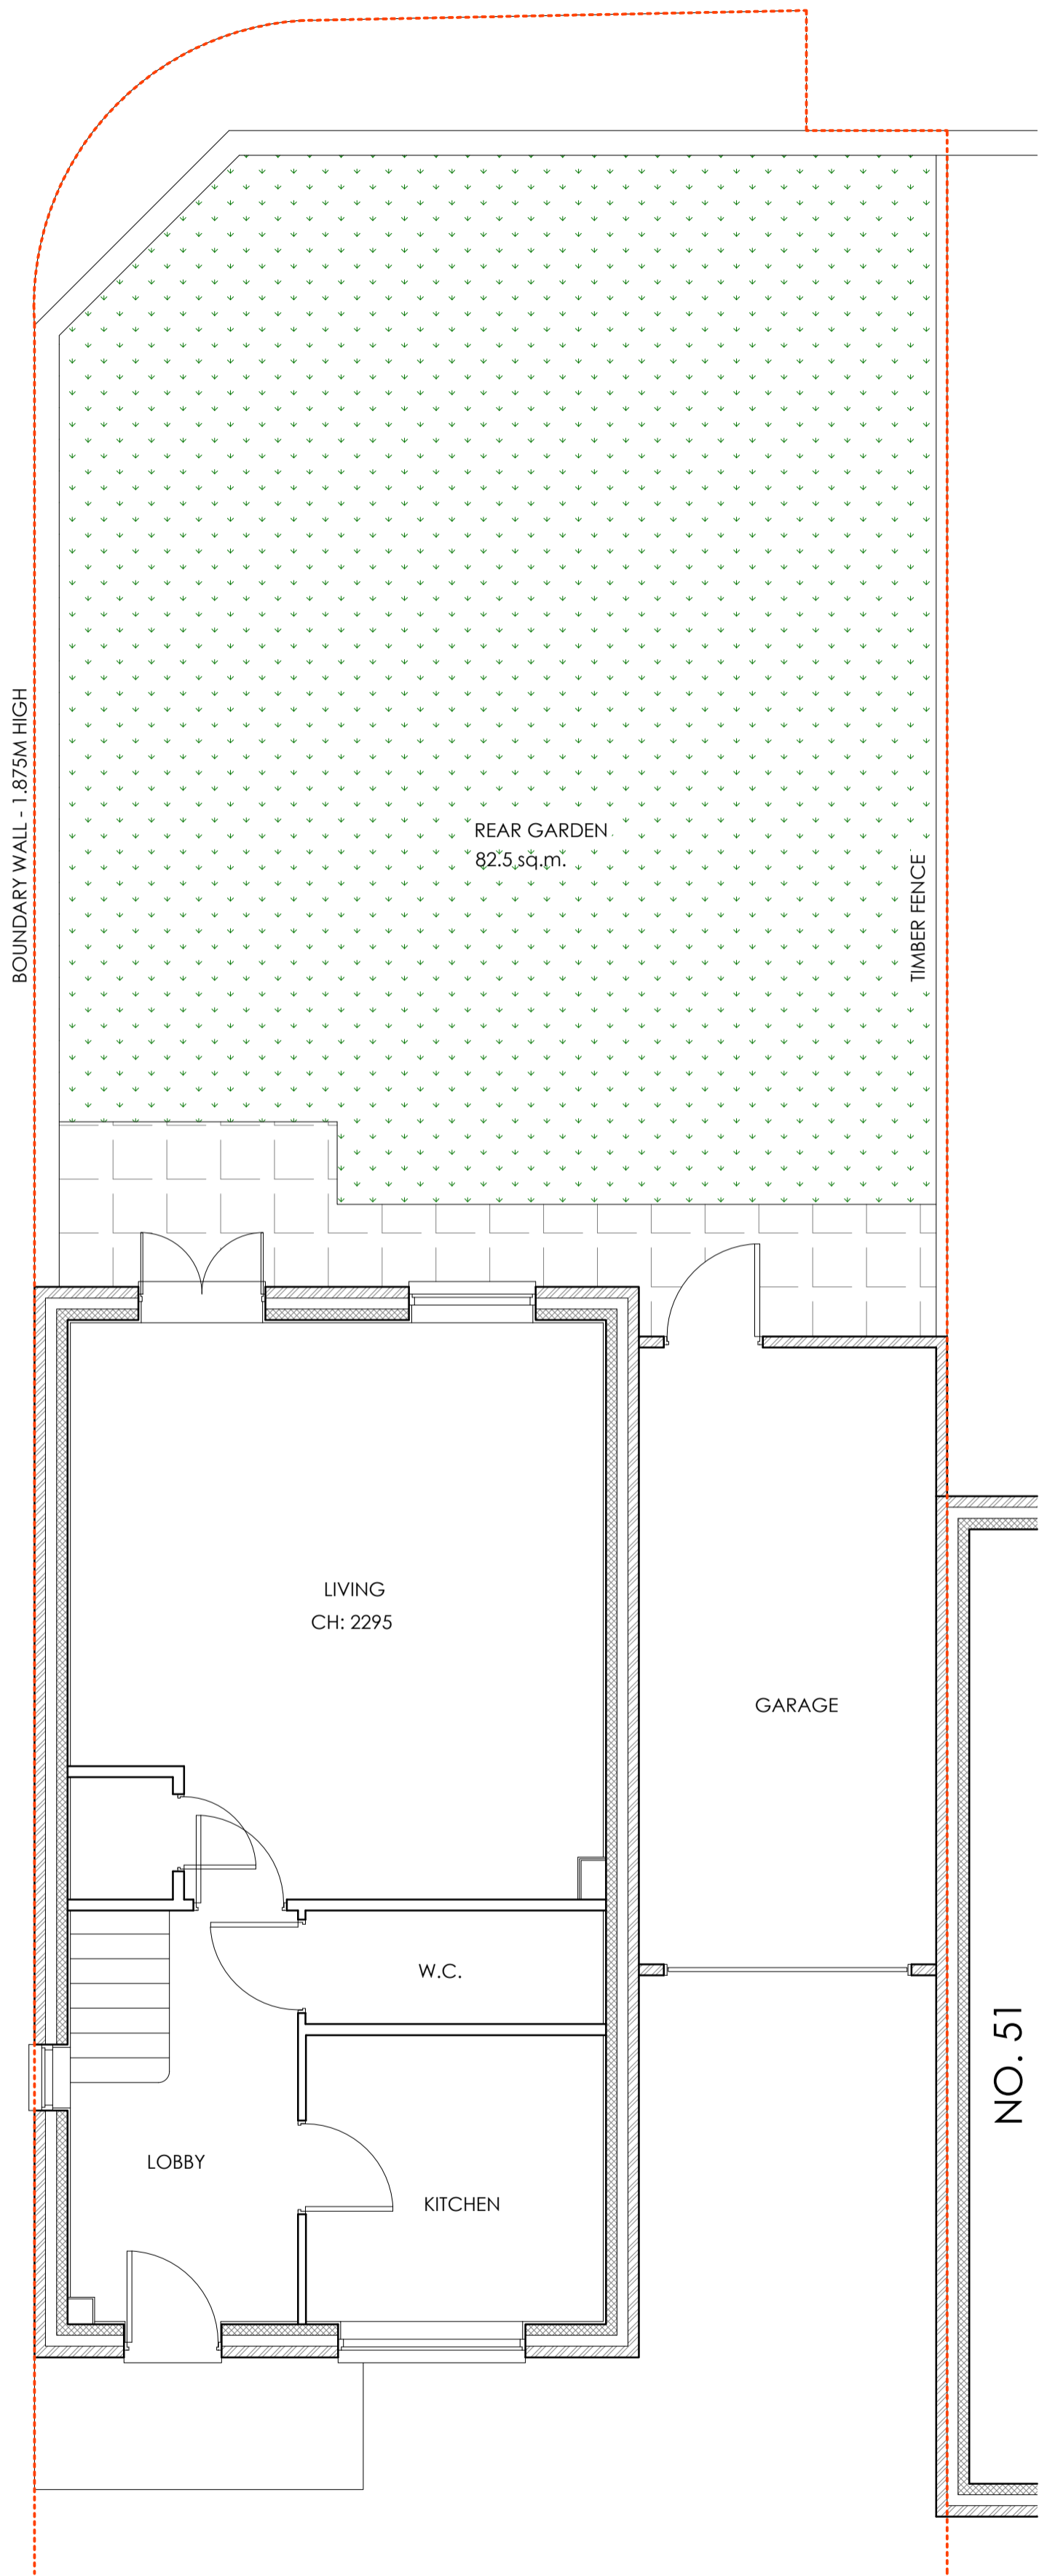 BOUNDARY WALL - 1.875M HIGH
REAR GARDEN
82.5 sq.m.
TIMBER FENCE
LIVING
CH: 2295
GARAGE
W.C.
NO. 51
LOBBY
KITCHEN